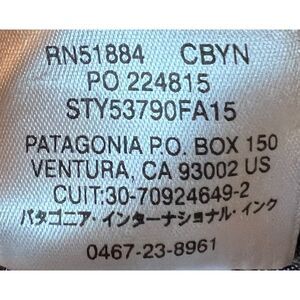 RN51884 CBYN
PO 224815
STY53790FA15
PATAGONIA P.O. BOX 150
VENTURA, CA 93002 US
CUIT:30-70924649-2
パタゴニア・インターナショナル・インク
0467-23-8961